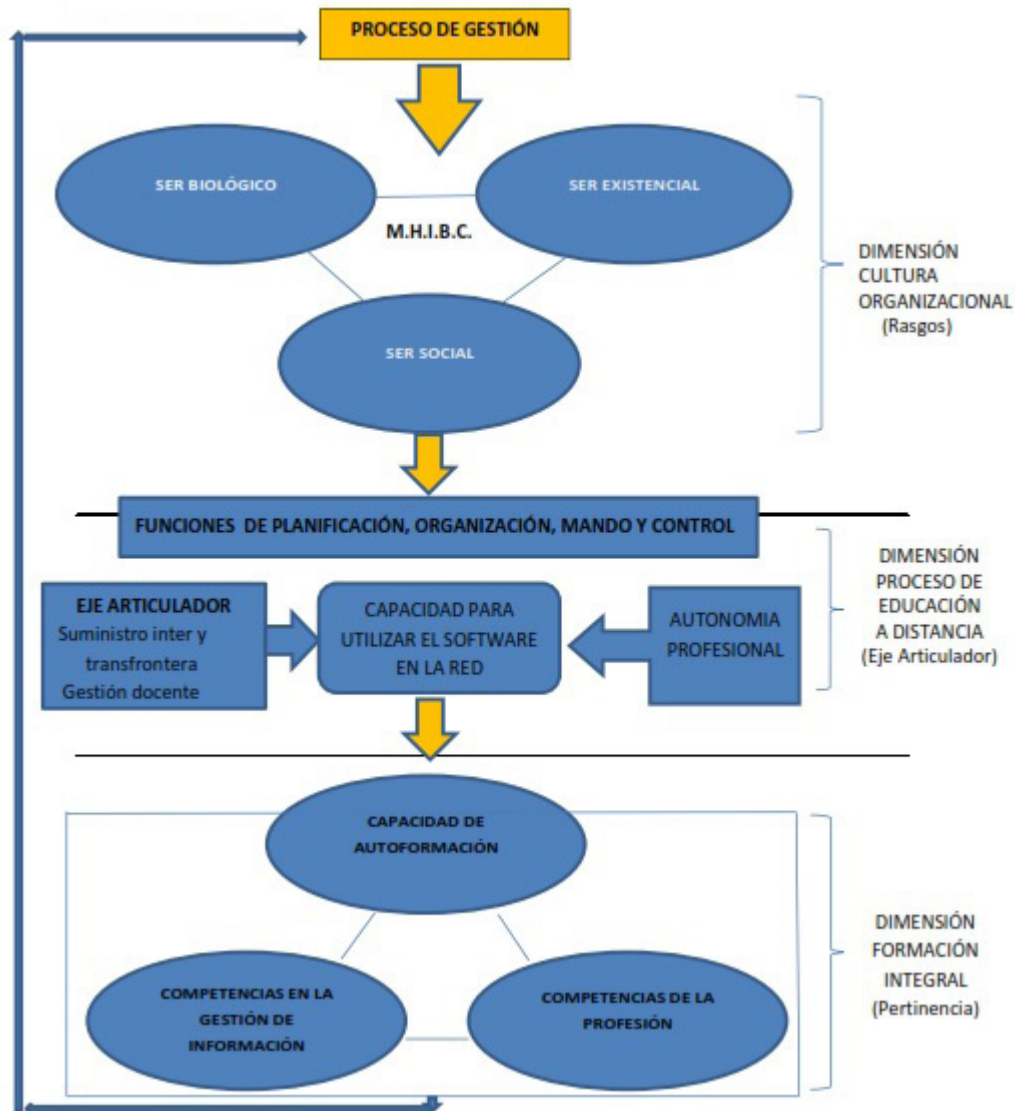 PROCESO DE GESTIÓN
SER BIOLÓGICO
SER EXISTENCIAL
M.H.I.B.C.
SER SOCIAL
DIMENSIÓN
CULTURA
ORGANIZACIONAL
(Rasgos)
FUNCIONES DE PLANIFICACIÓN, ORGANIZACIÓN, MANDO Y CONTROL
EJE ARTICULADOR
Suministro inter y
transfrontera
Gestión docente
CAPACIDAD PARA
UTILIZAR EL SOFTWARE
EN LA RED
AUTONOMIA
PROFESIONAL
DIMENSIÓN
PROCESO DE
EDUCACIÓN
A DISTANCIA
(Eje Articulador)
CAPACIDAD DE
AUTOFORMACIÓN
COMPETENCIAS EN LA
GESTIÓN DE
INFORMACIÓN
COMPETENCIAS DE LA
PROFESIÓN
DIMENSIÓN
FORMACIÓN
INTEGRAL
(Pertinencia)